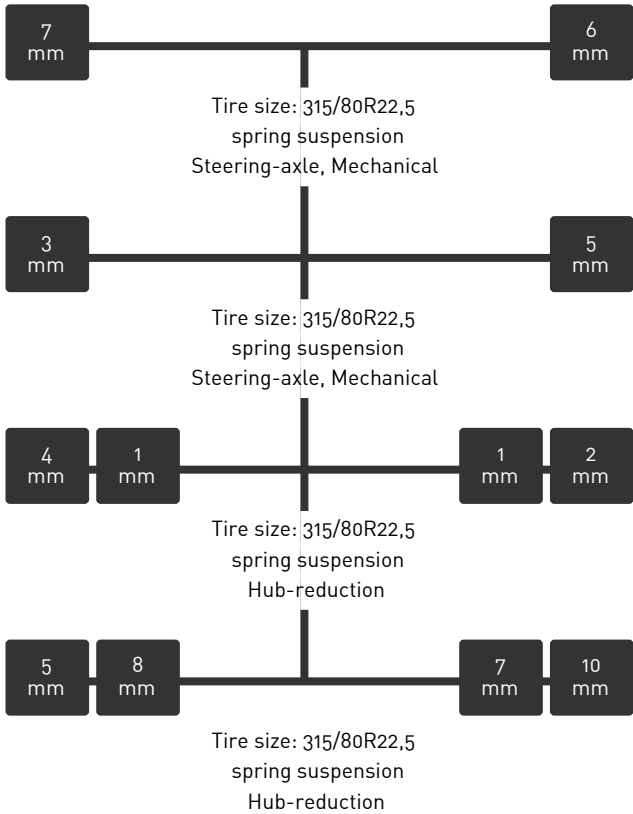 7 mm
6 mm
Tire size: 315/80R22,5
spring suspension
Steering-axle, Mechanical
3 mm
5 mm
Tire size: 315/80R22,5
spring suspension
Steering-axle, Mechanical
4 mm
1 mm
1 mm
2 mm
Tire size: 315/80R22,5
spring suspension
Hub-reduction
5 mm
8 mm
7 mm
10 mm
Tire size: 315/80R22,5
spring suspension
Hub-reduction